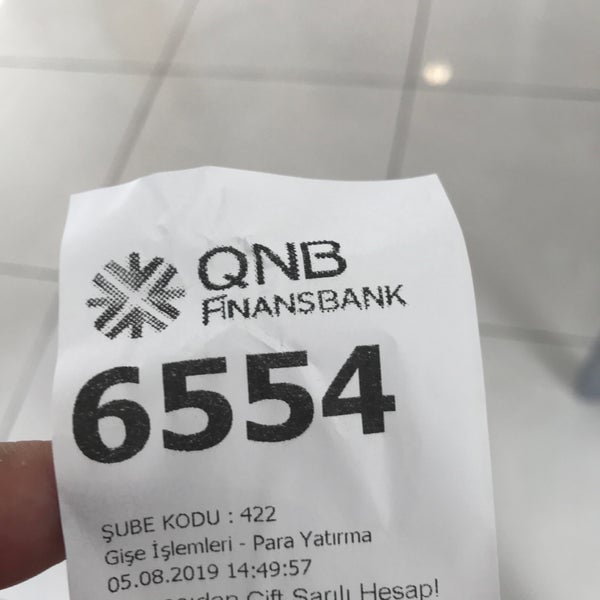 QNB
FİNANSBANK
6554
ŞUBE KODU : 422
Gişe İşlemleri - Para Yatırma
05.08.2019 14:49:57
Çift Sarılı Hesap!